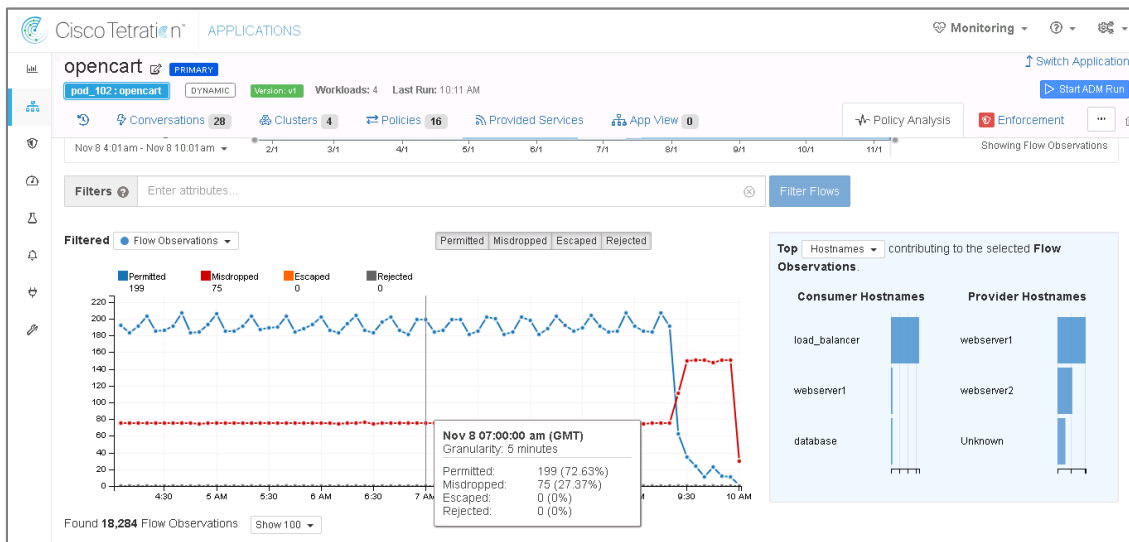 Cisco Tetration™ APPLICATIONS Monitoring
opencart PRIMARY Switch Application
pod_102 : opencart DYNAMIC Version: v1 Workloads: 4 Last Run: 10:11 AM Start ADM Run
Conversations 28 Clusters 4 Policies 16 Provided Services App View 0 Policy Analysis Enforcement ...
Nov 8 4:01am - Nov 8 10:01am 2/1 3/1 4/1 5/1 6/1 7/1 8/1 9/1 10/1 11/1 Showing Flow Observations
Filters ? Enter attributes... Filter Flows
Filtered Flow Observations Permitted Misdropped Escaped Rejected
Top Hostnames contributing to the selected Flow
Observations.
Permitted Misdropped Escaped Rejected
199 75 0 0
Consumer Hostnames Provider Hostnames
220
200
180
160
140
120
100
80
60
40
20
0
load_balancer webserver1
webserver1 webserver2
database Unknown
Nov 8 07:00:00 am (GMT)
Granularity: 5 minutes
Permitted: 199 (72.63%)
Misdropped: 75 (27.37%)
Escaped: 0 (0%)
Rejected: 0 (0%)
4:30 5 AM 5:30 6 AM 6:30 7 A 9:30 10 AM
Found 18,284 Flow Observations Show 100